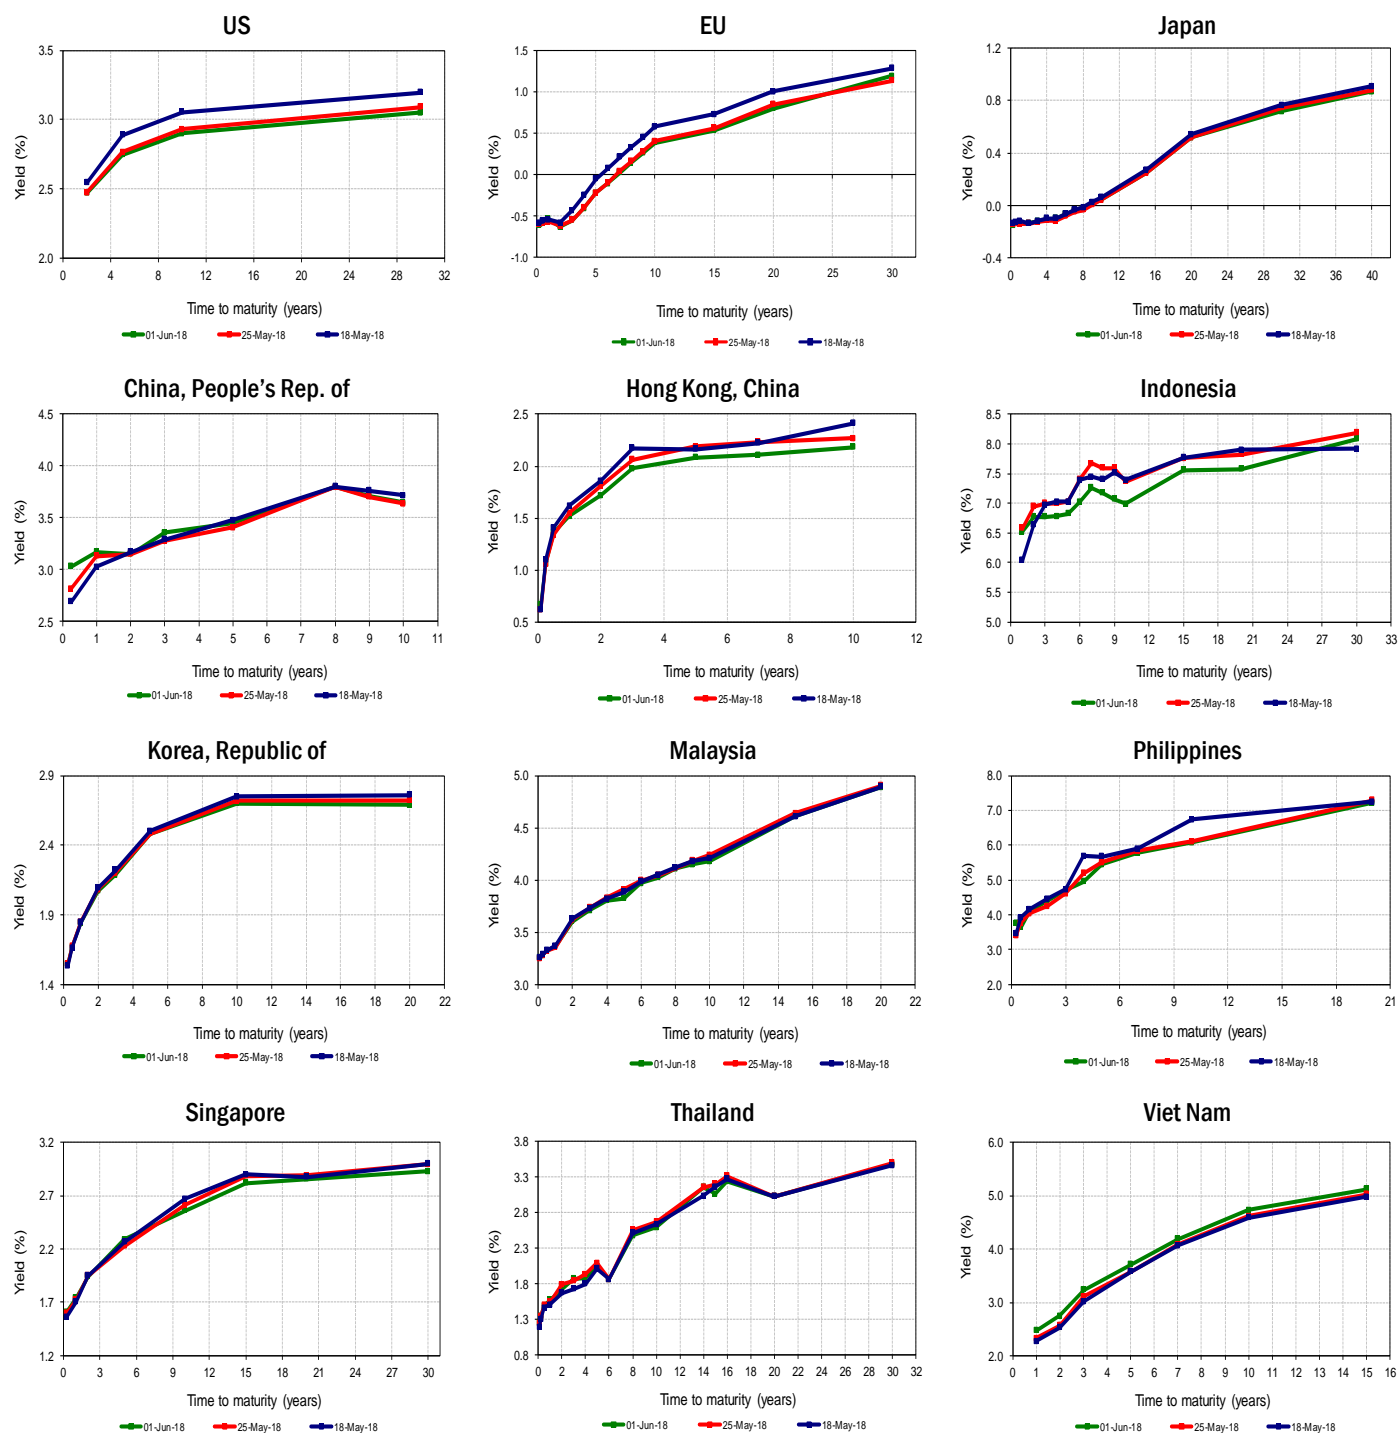 US
EU
Japan
3.5
3.0
2.5
2.0
Yield (%)
0 4 8 12 16 20 24 28 32
Time to maturity (years)
01-Jun-18 25-May-18 18-May-18
1.5
1.0
0.5
0.0
-0.5
-1.0
Yield (%)
0 5 10 15 20 25 30
Time to maturity (years)
01-Jun-18 25-May-18 18-May-18
1.2
0.8
0.4
0.0
-0.4
Yield (%)
0 4 8 12 16 20 24 28 32 36 40
Time to maturity (years)
01-Jun-18 25-May-18 18-May-18
China, People's Rep. of
Hong Kong, China
Indonesia
4.5
4.0
3.5
3.0
2.5
Yield (%)
0 1 2 3 4 5 6 7 8 9 10 11
Time to maturity (years)
01-Jun-18 25-May-18 18-May-18
2.5
2.0
1.5
1.0
0.5
Yield (%)
0 2 4 6 8 10 12
Time to maturity (years)
01-Jun-18 25-May-18 18-May-18
8.5
8.0
7.5
7.0
6.5
6.0
5.5
5.0
Yield (%)
0 3 6 9 12 15 18 21 24 27 30 33
Time to maturity (years)
01-Jun-18 25-May-18 18-May-18
Korea, Republic of
Malaysia
Philippines
2.9
2.4
1.9
1.4
Yield (%)
0 2 4 6 8 10 12 14 16 18 20 22
Time to maturity (years)
01-Jun-18 25-May-18 18-May-18
5.0
4.5
4.0
3.5
3.0
Yield (%)
0 2 4 6 8 10 12 14 16 18 20 22
Time to maturity (years)
01-Jun-18 25-May-18 18-May-18
8.0
7.0
6.0
5.0
4.0
3.0
2.0
Yield (%)
0 3 6 9 12 15 18 21
Time to maturity (years)
01-Jun-18 25-May-18 18-May-18
Singapore
Thailand
Viet Nam
3.2
2.7
2.2
1.7
1.2
Yield (%)
0 3 6 9 12 15 18 21 24 27 30
Time to maturity (years)
01-Jun-18 25-May-18 18-May-18
3.8
3.3
2.8
2.3
1.8
1.3
0.8
Yield (%)
0 2 4 6 8 10 12 14 16 18 20 22 24 26 28 30 32
Time to maturity (years)
01-Jun-18 25-May-18 18-May-18
6.0
5.0
4.0
3.0
2.0
Yield (%)
0 1 2 3 4 5 6 7 8 9 10 11 12 13 14 15 16
Time to maturity (years)
01-Jun-18 25-May-18 18-May-18